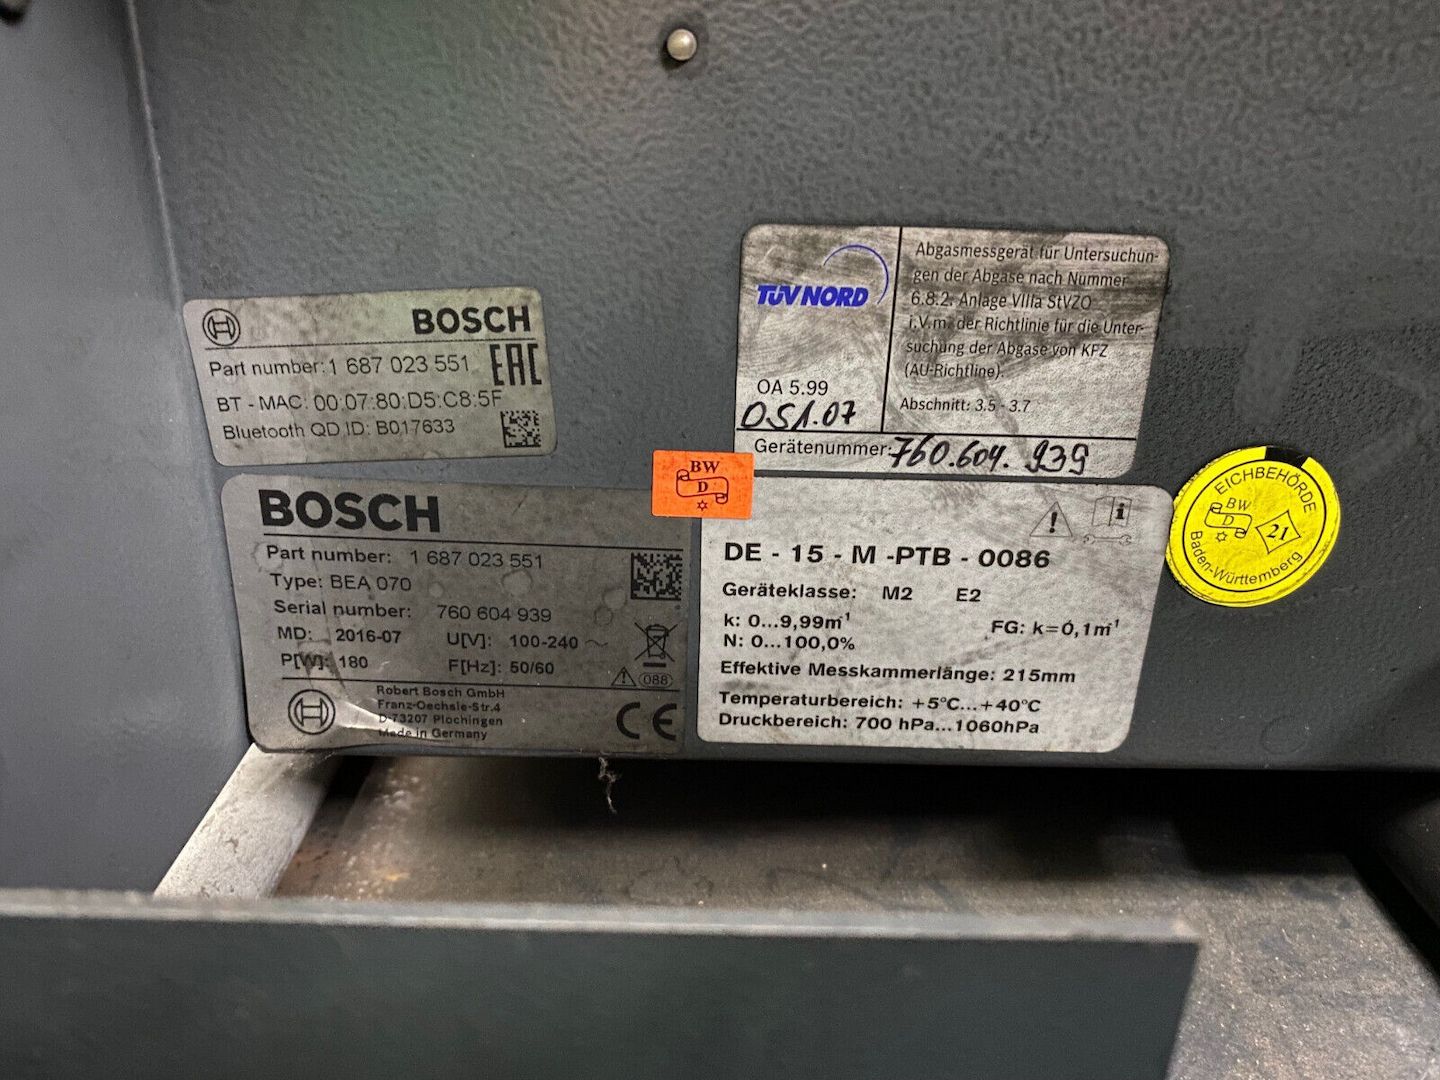 BOSCH
Part number: 1 687 023 551
EAC
BT - MAC: 00:07:80:D5:C8:5F
Bluetooth QD ID: B017633
TÜV NORD
OA 5.99
051.07
Gerätenummer: 760.604.939
Abgasmessgerät für Untersuchun-
gen der Abgase nach Nummer
6.8.2. Anlage VIIIa StVZO
i.V.m. der Richtlinie für die Unter-
suchung der Abgase von KFZ
(AU-Richtlinie).
Abschnitt: 3.5 - 3.7
BW
D
BOSCH
Part number: 1 687 023 551
Type: BEA 070
Serial number: 760 604 939
MD: 2016-07 U[V]: 100-240 ~
P[W]: 180 F[Hz]: 50/60
088
Robert Bosch GmbH
Franz-Oechsle-Str.4
D-73207 Plochingen
Made in Germany
CE
DE - 15 - M -PTB - 0086
Geräteklasse: M2 E2
k: 0...9,99m⁻¹ FG: k=0,1m⁻¹
N: 0...100,0%
Effektive Messkammerlänge: 215mm
Temperaturbereich: +5°C...+40°C
Druckbereich: 700 hPa...1060hPa
EICHBEHÖRDE
BW
D
21
Baden-Württemberg